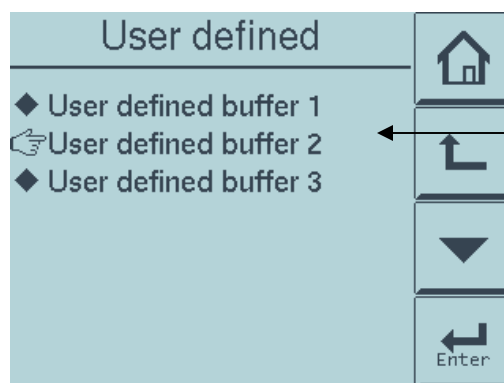 User defined
User defined buffer 1
User defined buffer 2
User defined buffer 3
Enter